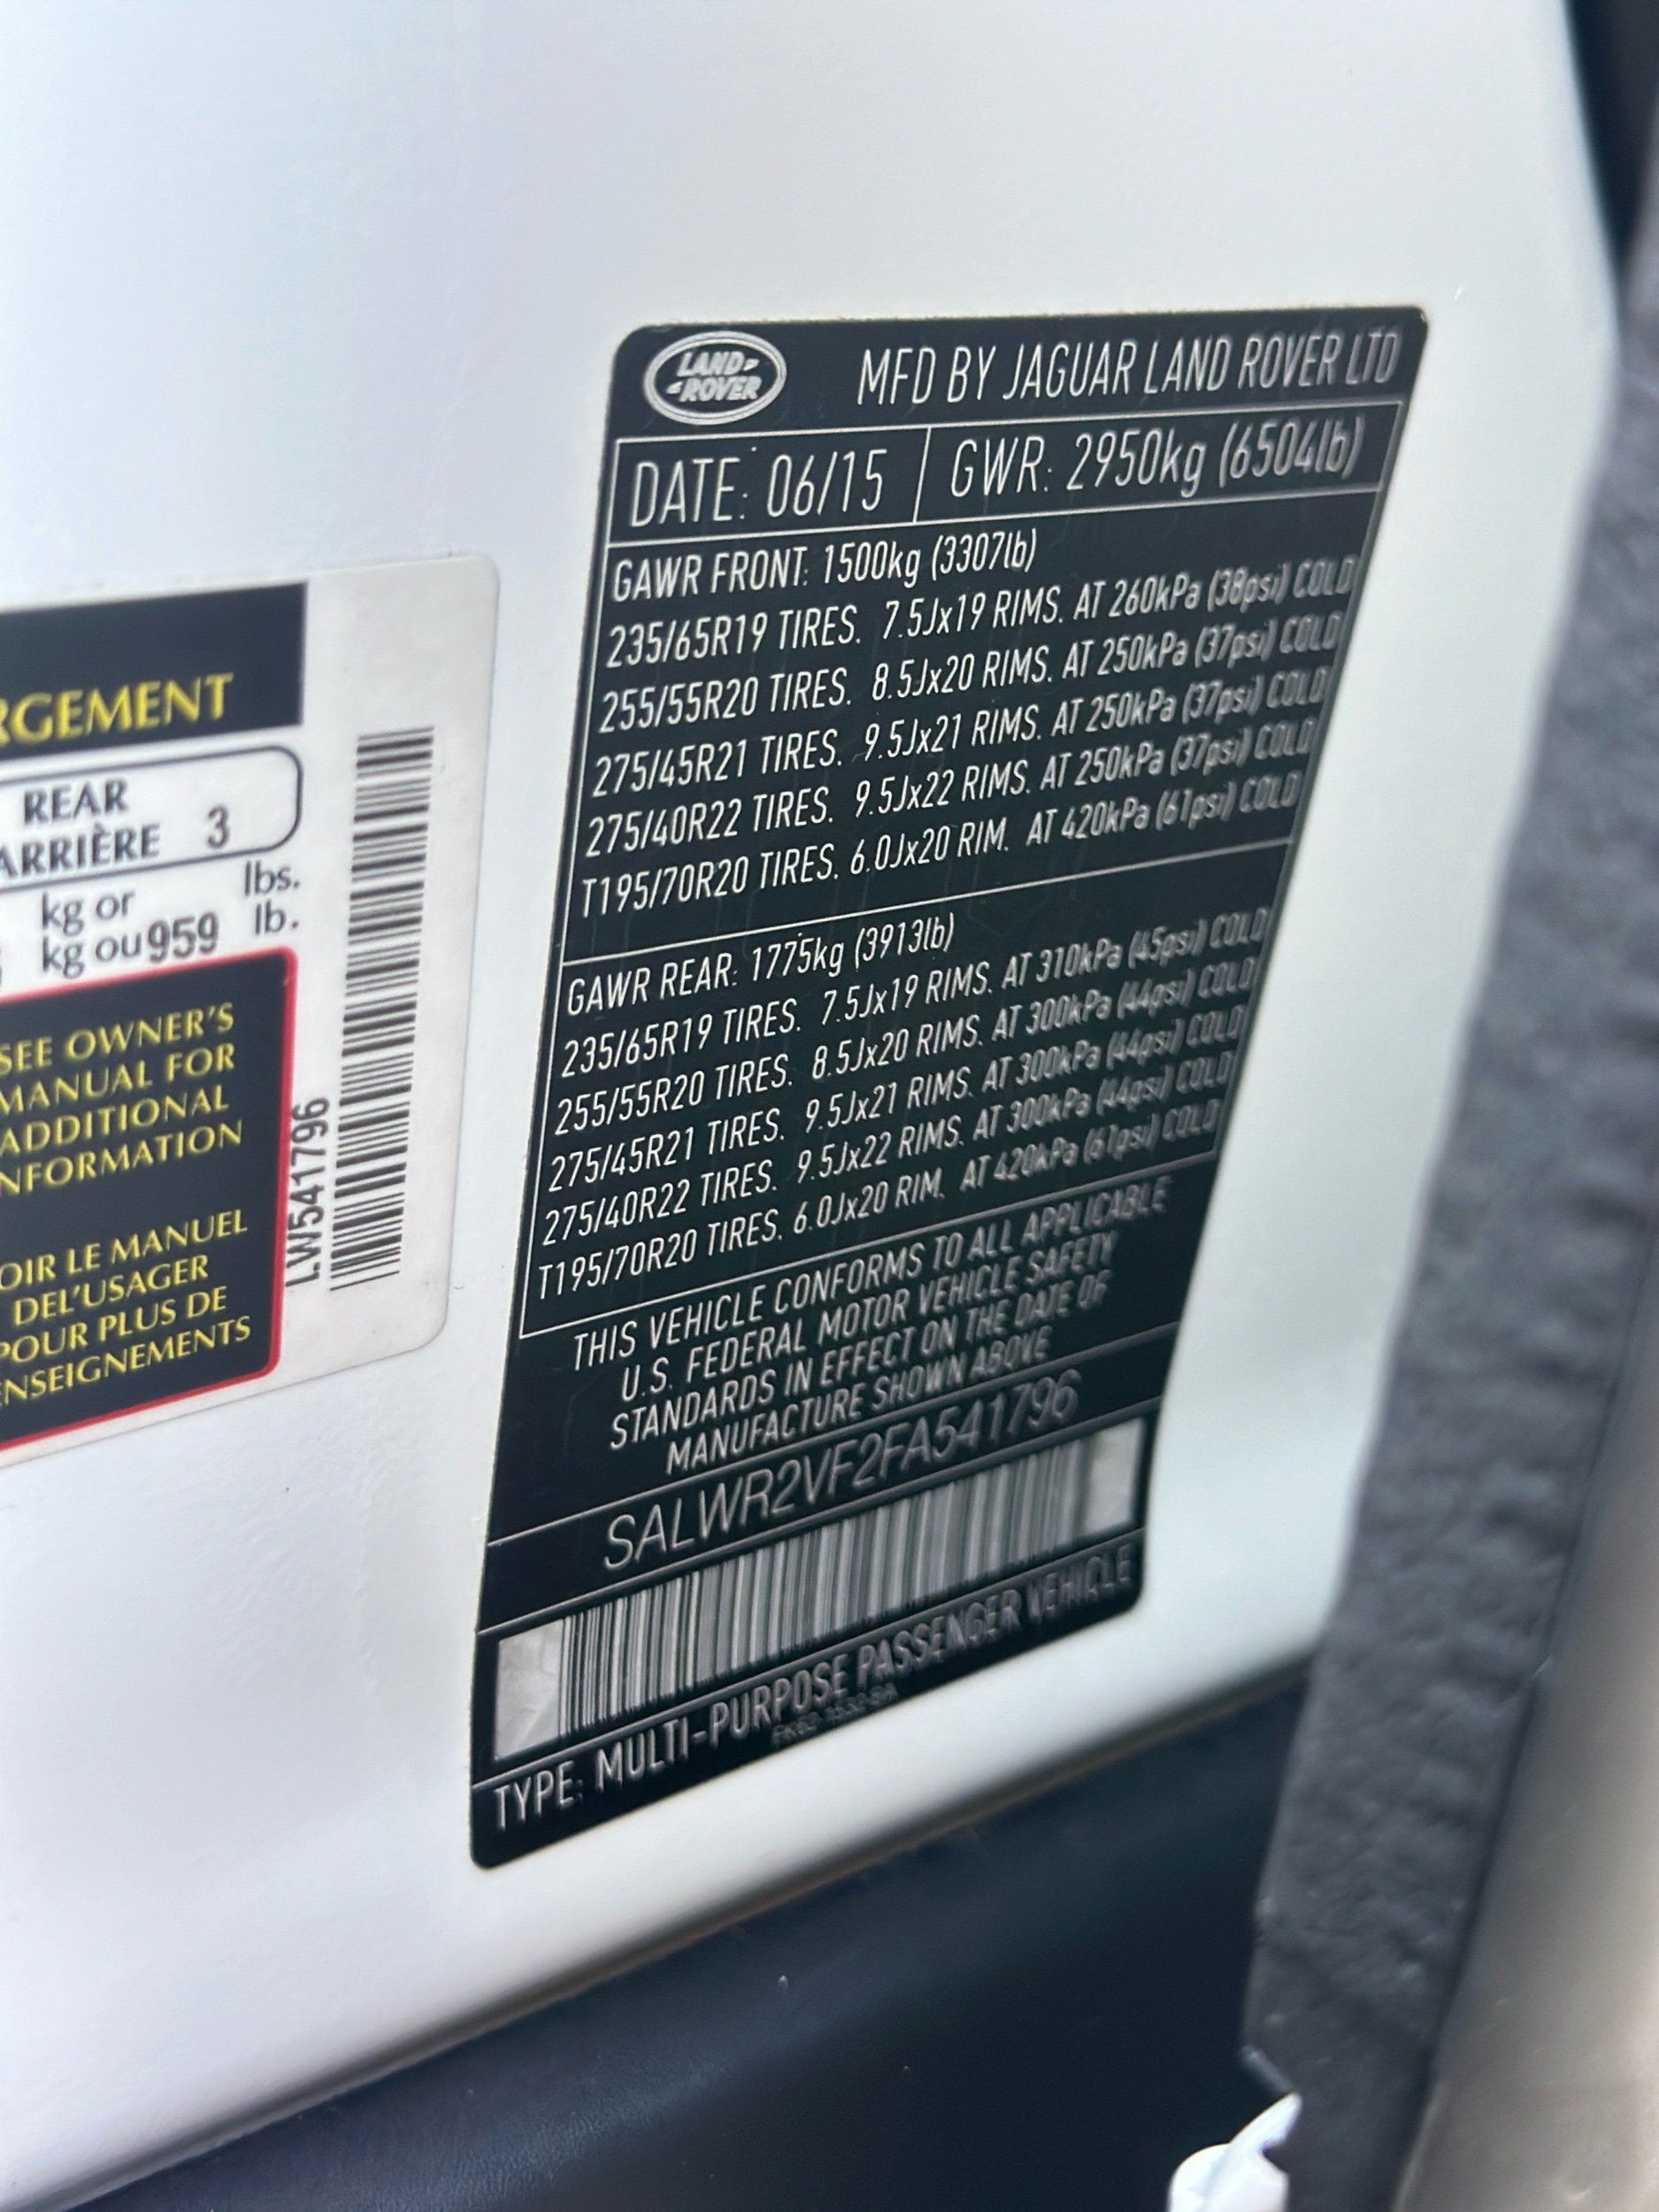 RGEMENT
REAR
ARRIÈRE 3
kg or lbs.
kg ou 959 lb.
SEE OWNER'S
MANUAL FOR
ADDITIONAL
NFORMATION
OIR LE MANUEL
DEL'USAGER
POUR PLUS DE
ENSEIGNEMENTS
LW541796
LAND
ROVER
MFD BY JAGUAR LAND ROVER LTD
DATE: 06/15 GWR: 2950kg (6504lb)
GAWR FRONT: 1500kg (3307lb)
235/65R19 TIRES. 7.5Jx19 RIMS. AT 260kPa (38psi) COLD
255/55R20 TIRES. 8.5Jx20 RIMS. AT 250kPa (37psi) COLD
275/45R21 TIRES. 9.5Jx21 RIMS. AT 250kPa (37psi) COLD
275/40R22 TIRES. 9.5Jx22 RIMS. AT 250kPa (37psi) COLD
T195/70R20 TIRES. 6.0Jx20 RIM. AT 420kPa (61psi) COLD
GAWR REAR: 1775kg (3913lb)
235/65R19 TIRES. 7.5Jx19 RIMS. AT 310kPa (45psi) COLD
255/55R20 TIRES. 8.5Jx20 RIMS. AT 300kPa (44psi) COLD
275/45R21 TIRES. 9.5Jx21 RIMS. AT 300kPa (44psi) COLD
275/40R22 TIRES. 9.5Jx22 RIMS. AT 300kPa (44psi) COLD
T195/70R20 TIRES. 6.0Jx20 RIM. AT 420kPa (61psi) COLD
THIS VEHICLE CONFORMS TO ALL APPLICABLE
U.S. FEDERAL MOTOR VEHICLE SAFETY
STANDARDS IN EFFECT ON THE DATE OF
MANUFACTURE SHOWN ABOVE
SALWR2VF2FA541796
TYPE: MULTI-PURPOSE PASSENGER VEHICLE